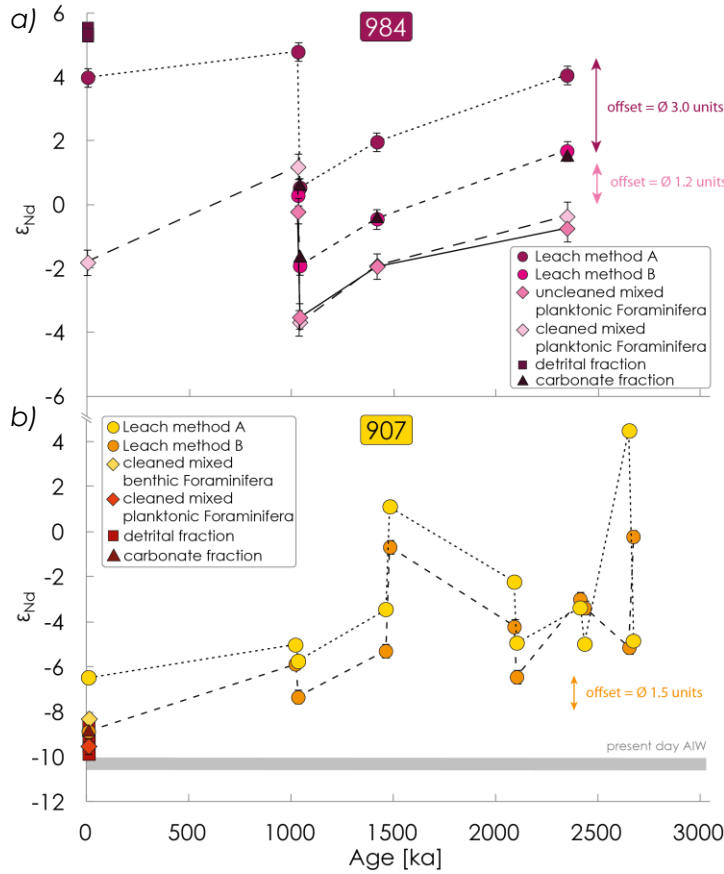 a)
984
6
4
2
0
-2
-4
-6
εNd
offset = Ø 3.0 units
offset = Ø 1.2 units
Leach method A
Leach method B
uncleaned mixed
planktonic Foraminifera
cleaned mixed
planktonic Foraminifera
detrital fraction
carbonate fraction
b)
907
4
2
0
-2
-4
-6
-8
-10
-12
εNd
Leach method A
Leach method B
cleaned mixed
benthic Foraminifera
cleaned mixed
planktonic Foraminifera
detrital fraction
carbonate fraction
offset = Ø 1.5 units
present day AIW
0 500 1000 1500 2000 2500 3000
Age [ka]